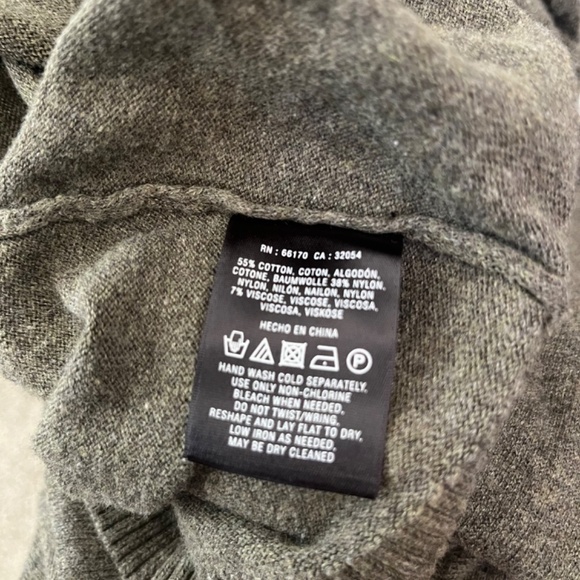 RN : 66170 CA : 32054
55% COTTON, COTON, ALGODÓN,
COTONE, BAUMWOLLE 38% NYLON,
NYLON, NILÓN, NAILON, NYLON
7% VISCOSE, VISCOSE, VISCOSA,
VISCOSA, VISKOSE
HECHO EN CHINA
P
HAND WASH COLD SEPARATELY.
USE ONLY NON-CHLORINE
BLEACH WHEN NEEDED.
DO NOT TWIST/WRING.
RESHAPE AND LAY FLAT TO DRY.
LOW IRON AS NEEDED.
MAY BE DRY CLEANED